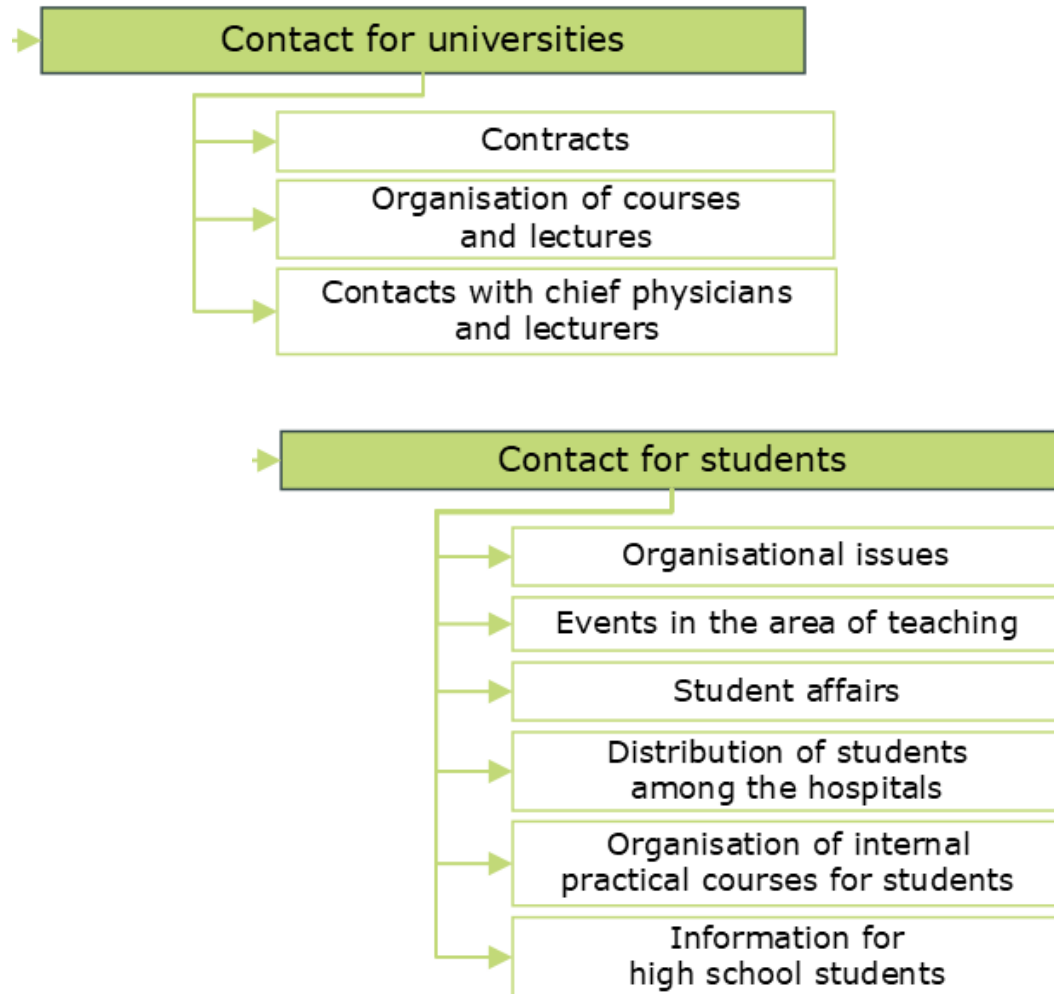 Contact for universities
Contracts
Organisation of courses
and lectures
Contacts with chief physicians
and lecturers
Contact for students
Organisational issues
Events in the area of teaching
Student affairs
Distribution of students
among the hospitals
Organisation of internal
practical courses for students
Information for
high school students